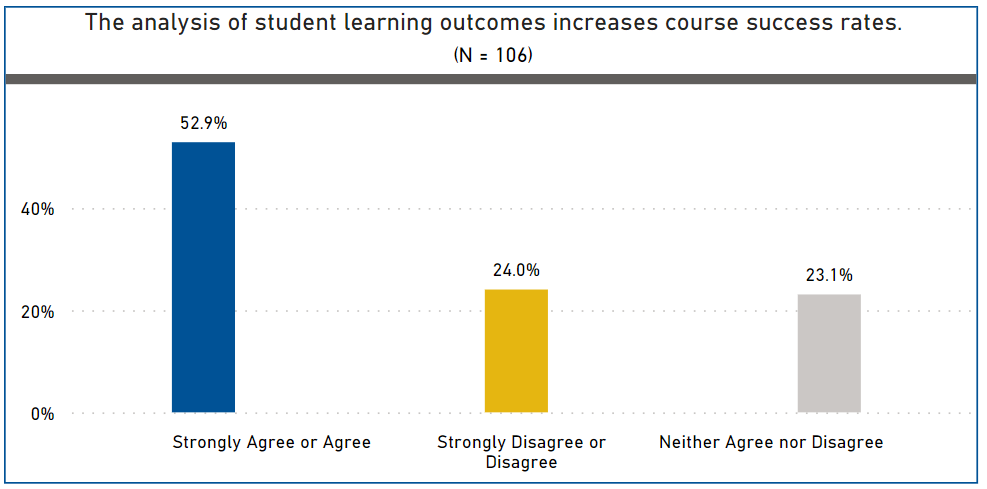 The analysis of student learning outcomes increases course success rates.
(N = 106)
52.9%
40%
24.0%
23.1%
20%
0%
Strongly Agree or Agree
Strongly Disagree or
Disagree
Neither Agree nor Disagree